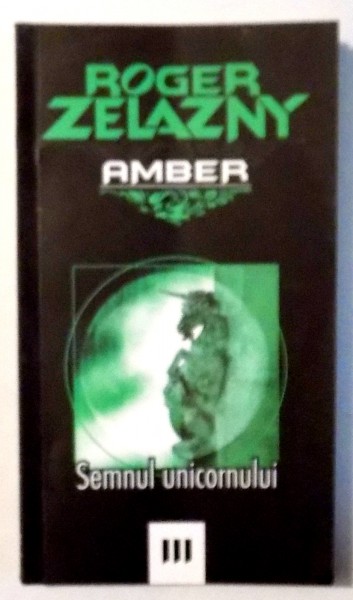 ROGER
ZELAZNY
AMBER
Semnul unicornului
III